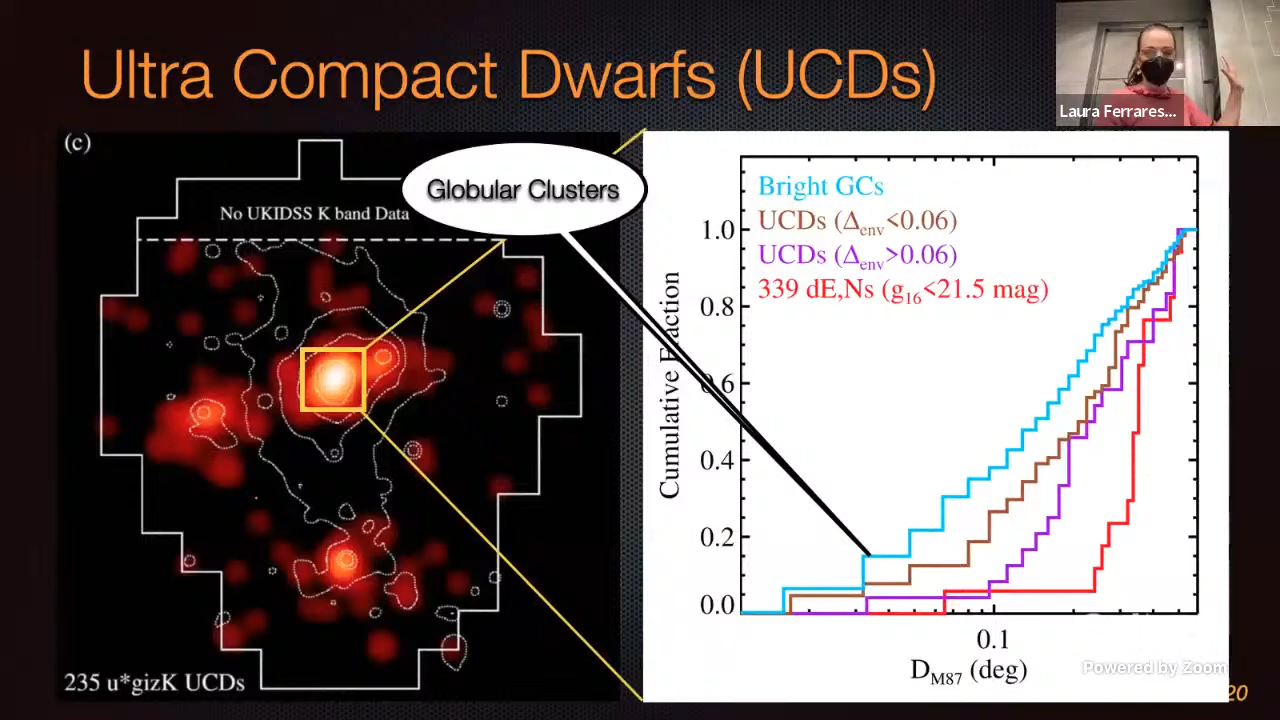 Ultra Compact Dwarfs (UCDs)
Laura Ferrares...
(c)
Globular Clusters
No UKIDSS K band Data
235 u*gizK UCDs
Bright GCs
UCDs (Δenv<0.06)
UCDs (Δenv>0.06)
339 dE,Ns (g16<21.5 mag)
Cumulative Fraction
1.0
0.8
0.6
0.4
0.2
0.0
0.1
DM87 (deg)
Powered by Zoom
20